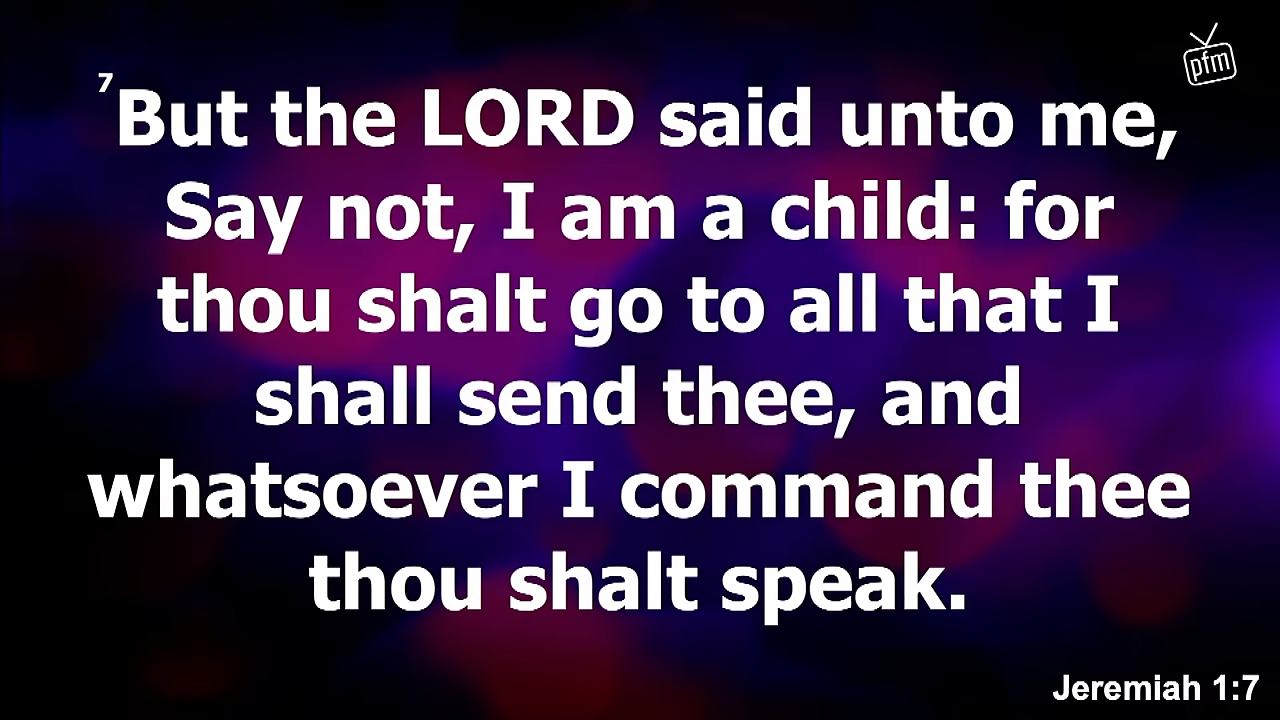 pfm
7 But the LORD said unto me,
Say not, I am a child: for
thou shalt go to all that I
shall send thee, and
whatsoever I command thee
thou shalt speak.
Jeremiah 1:7